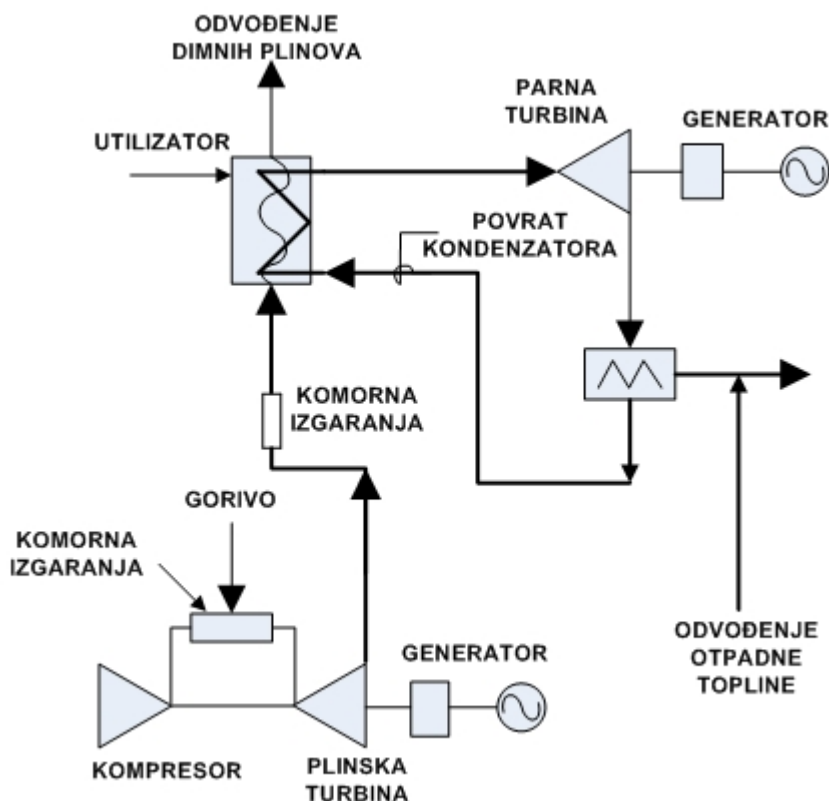 ODVOĐENJE
DIMNIH PLINOVA
PARNA
TURBINA
GENERATOR
UTILIZATOR
POVRAT
KONDENZATORA
KOMORNA
IZGARANJA
GORIVO
KOMORNA
IZGARANJA
ODVOĐENJE
OTPADNE
TOPLINE
GENERATOR
KOMPRESOR
PLINSKA
TURBINA